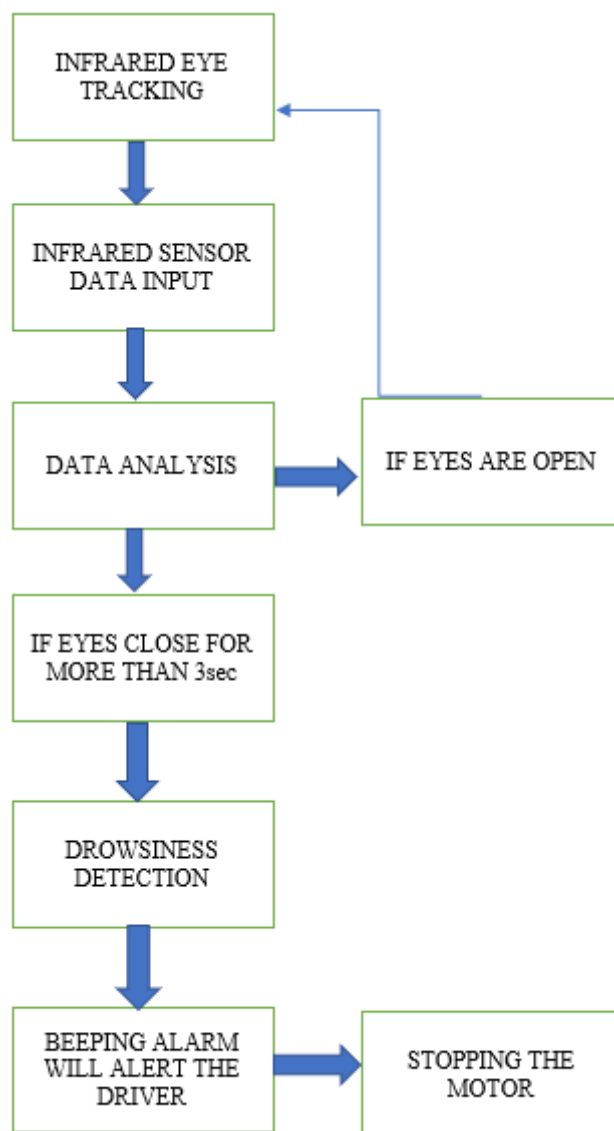 INFRARED EYE
TRACKING
INFRARED SENSOR
DATA INPUT
DATA ANALYSIS
IF EYES ARE OPEN
IF EYES CLOSE FOR
MORE THAN 3sec
DROWSINESS
DETECTION
BEEPING ALARM
WILL ALERT THE
DRIVER
STOPPING THE
MOTOR